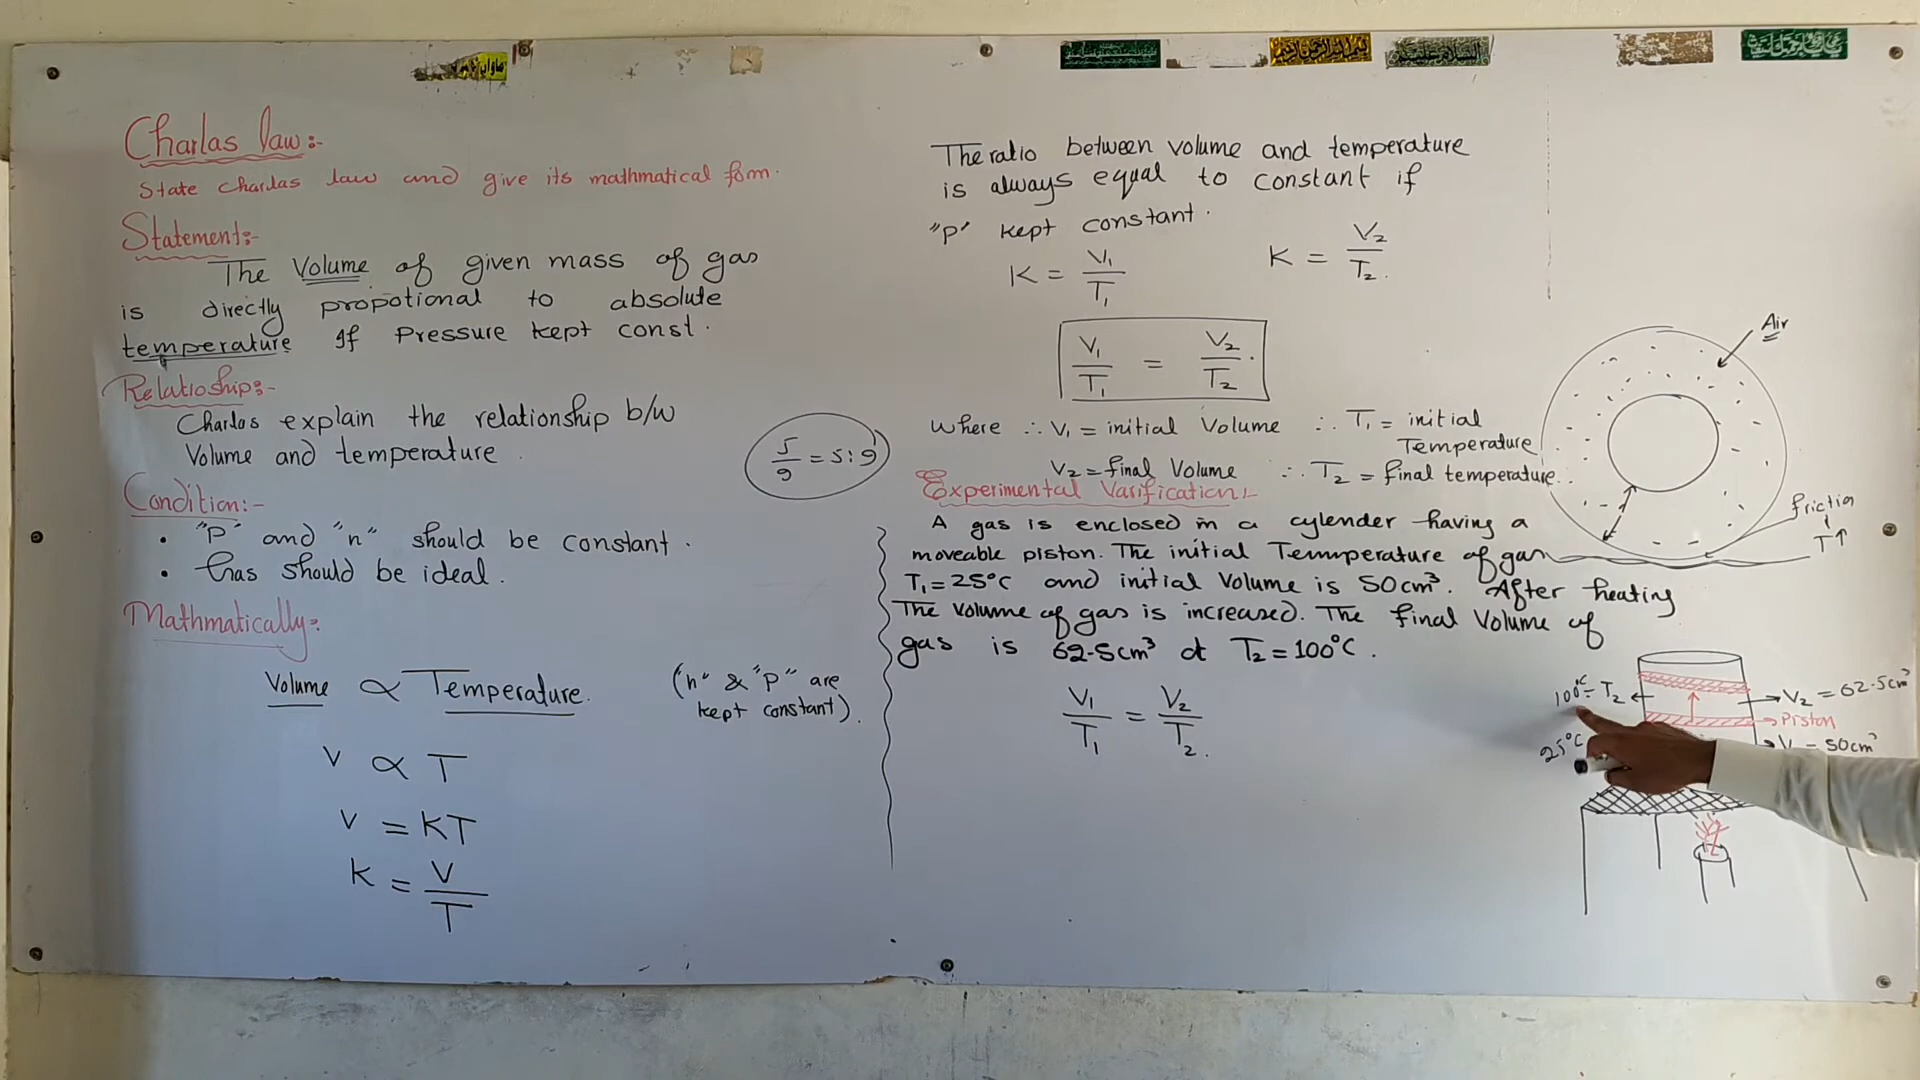 Charlas law:-
State charlas law and give its mathmatical form.
Statement:-
The Volume of given mass of gas
is directly propotional to absolute
temperature If Pressure kept const.
Relatioship:-
Charlas explain the relationship b/w
Volume and temperature
5/9 = 5:9
Condition:-
• "P" and "n" should be constant.
• Gas should be ideal.
Mathmatically:-
Volume ∝ Temperature. ("n" & "P" are
kept constant).
V ∝ T
V = KT
K = V/T
The ratio between volume and temperature
is always equal to constant if
"P" kept constant.
K = V₁/T₁ K = V₂/T₂.
V₁/T₁ = V₂/T₂.
Where ∴ V₁ = initial Volume ∴ T₁ = initial
Temperature
V₂ = final Volume ∴ T₂ = final temperature..
Experimental Varification:-
A gas is enclosed in a cylender having a
moveable piston. The initial Temperature of gas
T₁=25°C and initial Volume is 50cm³. After heating
The Volume of gas is increased. The final Volume of
gas is 62.5cm³ at T₂=100°C.
V₁/T₁ = V₂/T₂.
Air
friction
T↑
100°C = T₂
V₂ = 62.5cm³
Piston
25°C
V = 50cm³
السلام علیکم